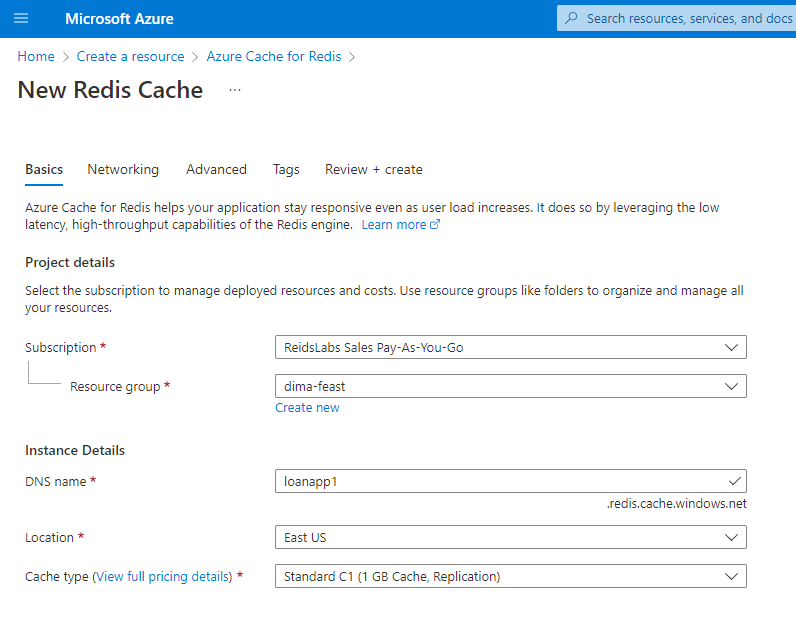 Microsoft Azure
Search resources, services, and docs
Home > Create a resource > Azure Cache for Redis >
New Redis Cache ...
Basics Networking Advanced Tags Review + create
Azure Cache for Redis helps your application stay responsive even as user load increases. It does so by leveraging the low
latency, high-throughput capabilities of the Redis engine. Learn more
Project details
Select the subscription to manage deployed resources and costs. Use resource groups like folders to organize and manage all
your resources.
Subscription *
ReidsLabs Sales Pay-As-You-Go
Resource group *
dima-feast
Create new
Instance Details
DNS name *
loanapp1
.redis.cache.windows.net
Location *
East US
Cache type (View full pricing details) *
Standard C1 (1 GB Cache, Replication)